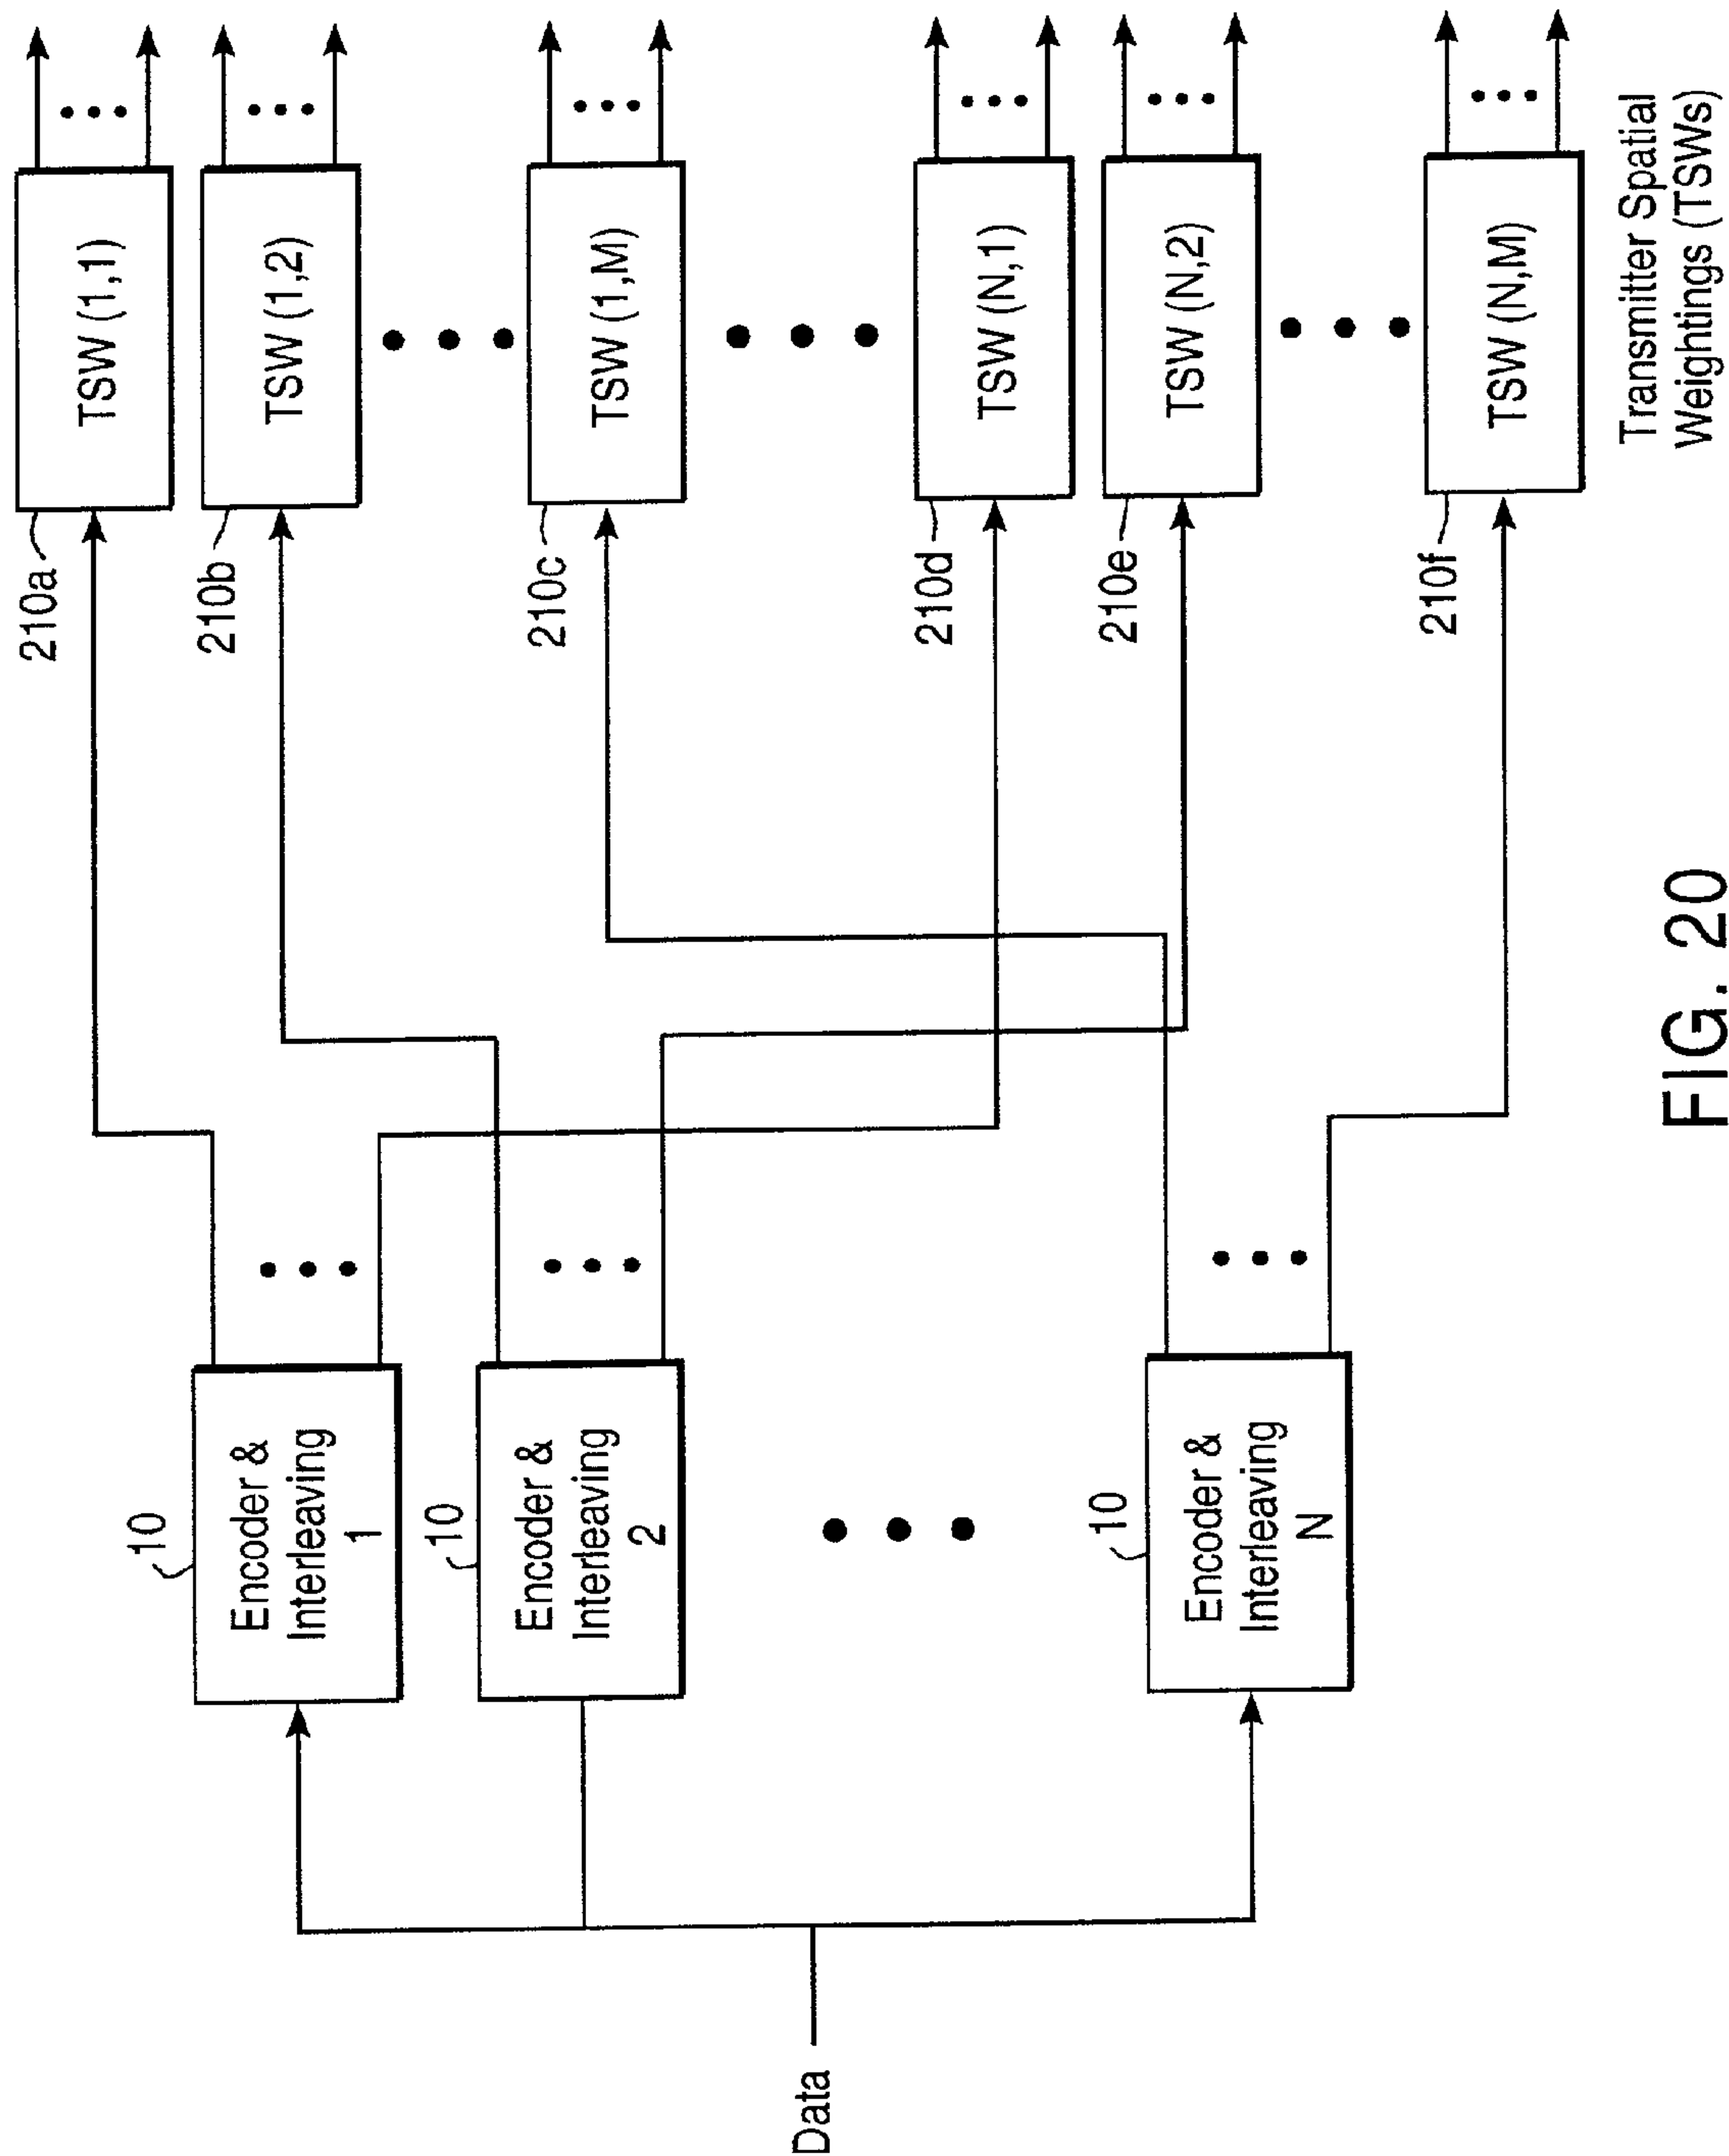 Data
10
Encoder &
Interleaving
1
10
Encoder &
Interleaving
2
10
Encoder &
Interleaving
N
210a
TSW (1,1)
210b
TSW (1,2)
210c
TSW (1,M)
210d
TSW (N,1)
210e
TSW (N,2)
210f
TSW (N,M)
Transmitter Spatial
Weightings (TSWs)
FIG. 20